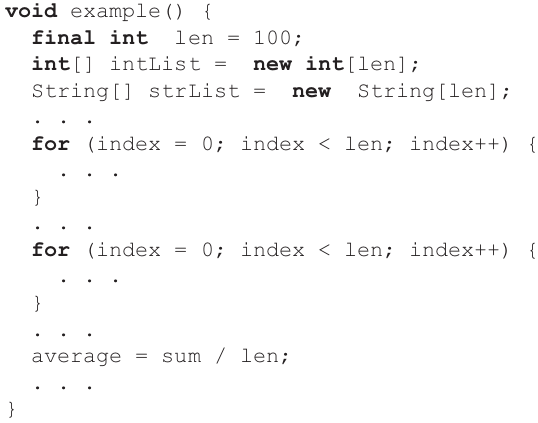 void example() {
  final int len = 100;
  int[] intList = new int[len];
  String[] strList = new String[len];
  . . .
  for (index = 0; index < len; index++) {
    . . .
  }
  . . .
  for (index = 0; index < len; index++) {
    . . .
  }
  . . .
  average = sum / len;
  . . .
}